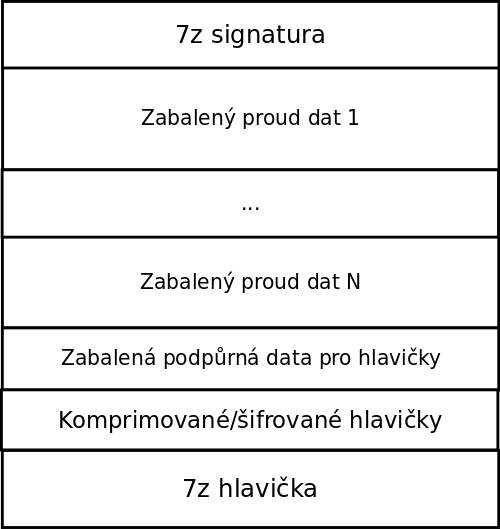 7z signatura
Zabalený proud dat 1
...
Zabalený proud dat N
Zabalená podpůrná data pro hlavičky
Komprimované/šifrované hlavičky
7z hlavička